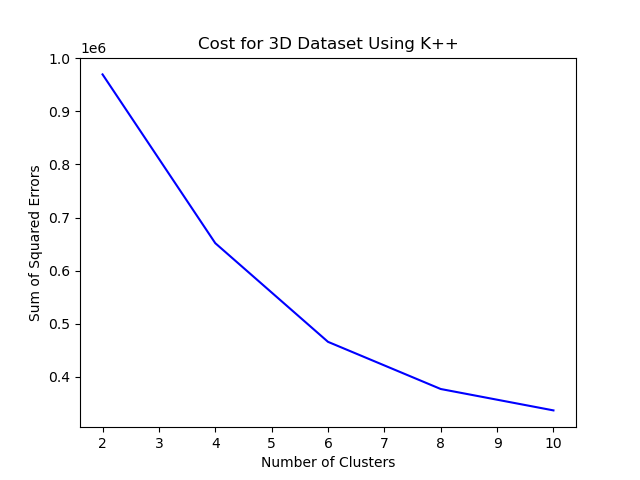 Cost for 3D Dataset Using K++
1e6
1.0
0.9
0.8
0.7
0.6
0.5
0.4
Sum of Squared Errors
2 3 4 5 6 7 8 9 10
Number of Clusters